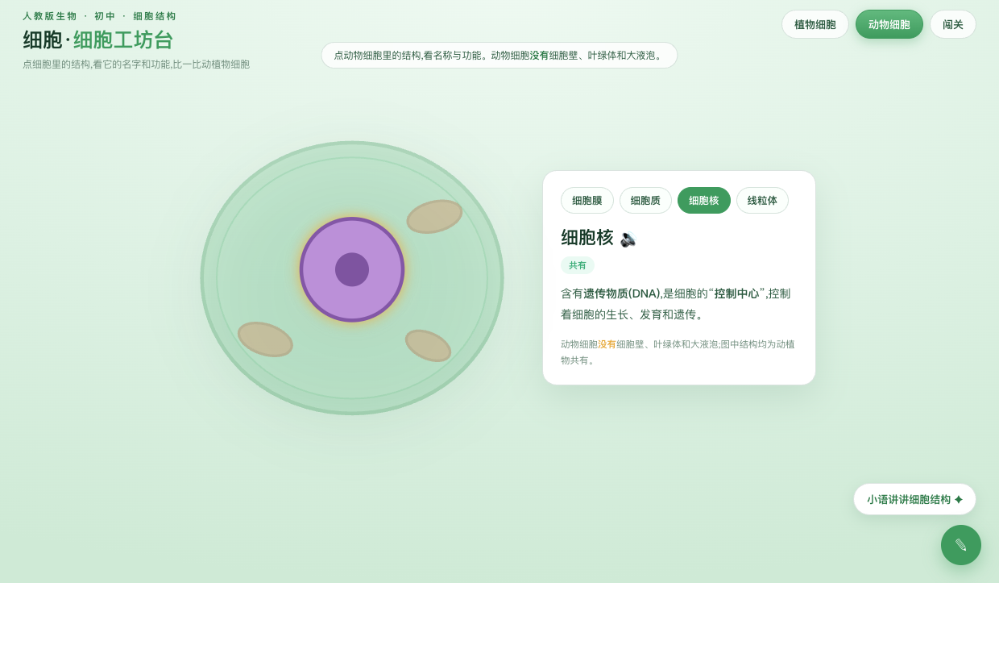 人教版生物 · 初中 · 细胞结构
细胞·细胞工坊台
点细胞里的结构,看它的名字和功能,比一比动植物细胞
点动物细胞里的结构,看名称与功能。动物细胞没有细胞壁、叶绿体和大液泡。
植物细胞 动物细胞 闯关
细胞膜 细胞质 细胞核 线粒体
细胞核
共有
含有遗传物质(DNA),是细胞的“控制中心”,控制
着细胞的生长、发育和遗传。
动物细胞没有细胞壁、叶绿体和大液泡;图中结构均为动植
物共有。
小语讲讲细胞结构 ✦